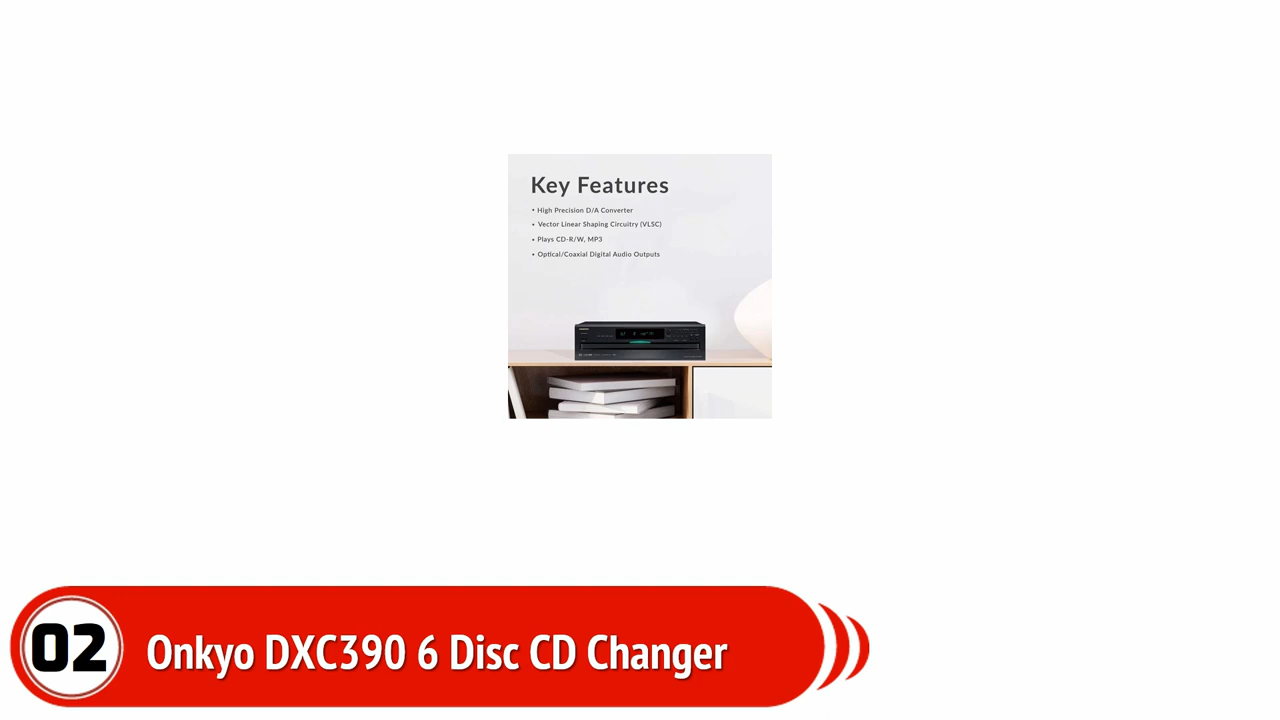 Key Features
• High Precision D/A Converter
• Vector Linear Shaping Circuitry (VLSC)
• Plays CD-R/W, MP3
• Optical/Coaxial Digital Audio Outputs
02
Onkyo DXC390 6 Disc CD Changer